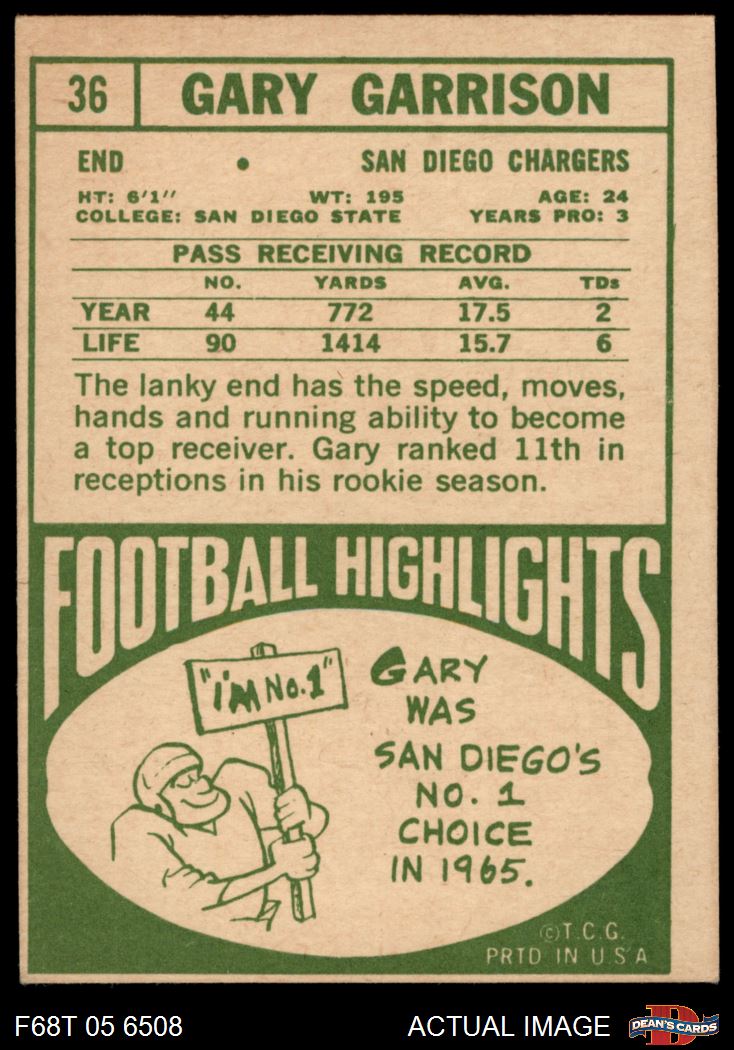 36 GARY GARRISON
END • SAN DIEGO CHARGERS
HT: 6'1" WT: 195 AGE: 24
COLLEGE: SAN DIEGO STATE YEARS PRO: 3
PASS RECEIVING RECORD
NO. YARDS AVG. TDs
YEAR 44 772 17.5 2
LIFE 90 1414 15.7 6
The lanky end has the speed, moves,
hands and running ability to become
a top receiver. Gary ranked 11th in
receptions in his rookie season.
FOOTBALL HIGHLIGHTS
"I'M No. 1"
GARY
WAS
SAN DIEGO'S
NO. 1
CHOICE
IN 1965.
©T.C.G.
PRTD IN U.S.A
F68T 05 6508 ACTUAL IMAGE
D
DEAN'S CARDS